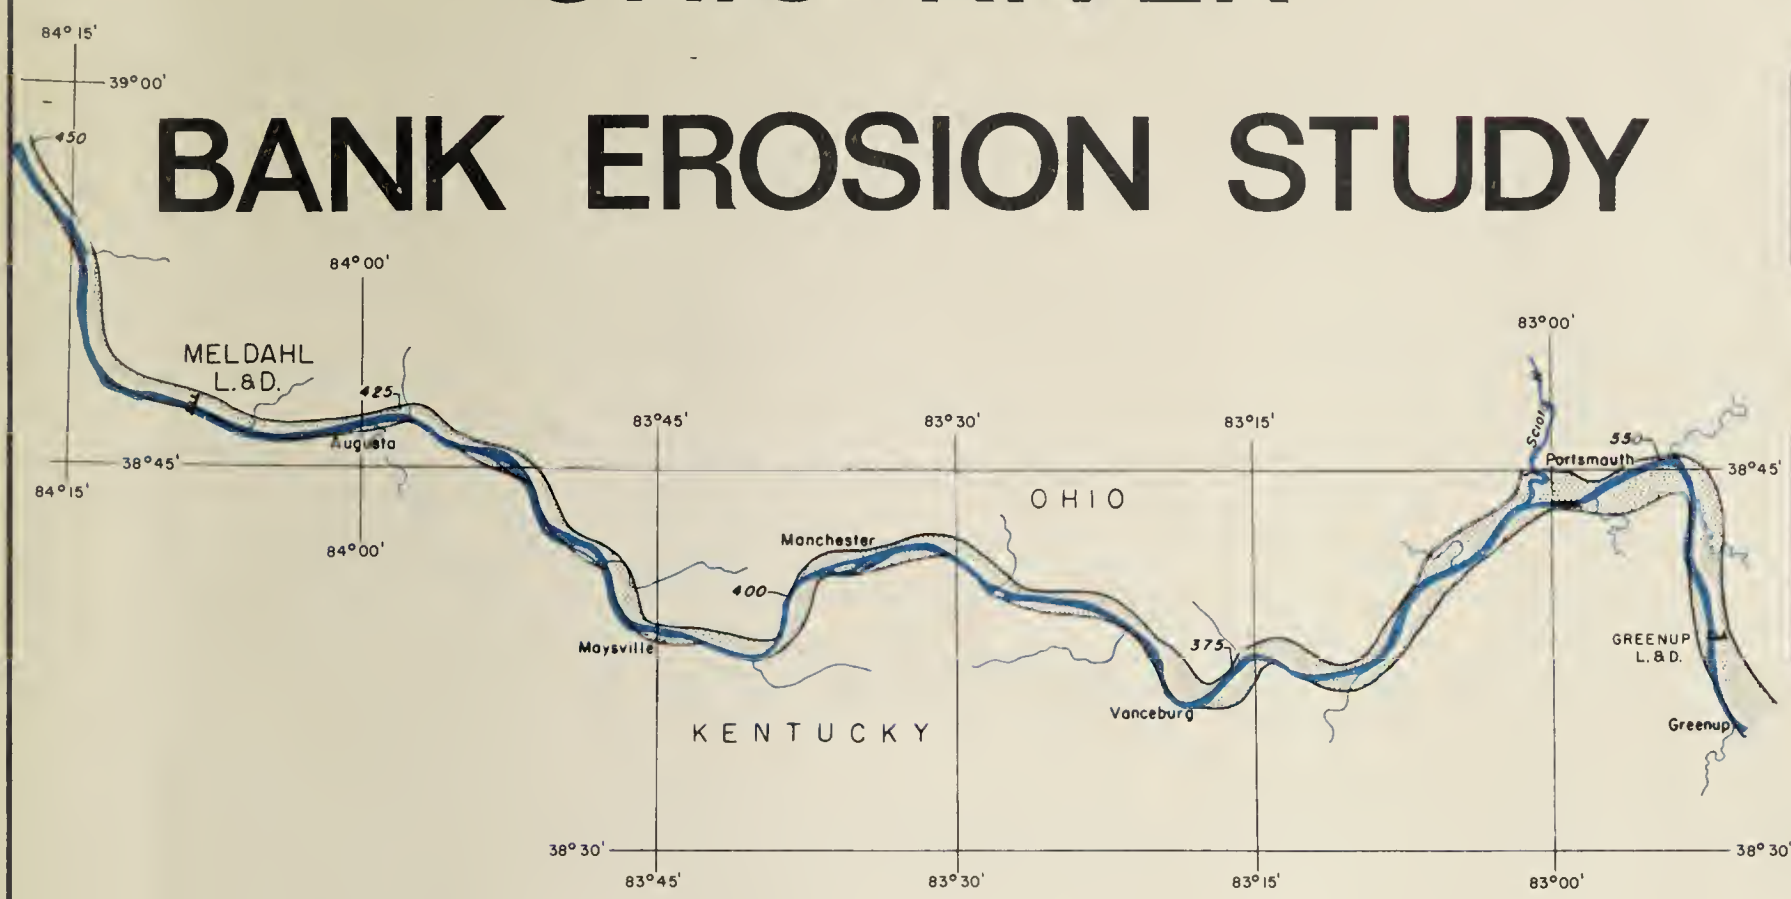 OHIO RIVER
84° 15'
39°00'
450
BANK EROSION STUDY
84°00'
83°00'
MELDAHL
L.&D.
425
83°45'
83°30'
83°15'
Augusta
550
Portsmouth
38°45'
38°45'
84°15'
OHIO
84°00'
Manchester
400
Maysville
375
GREENUP
L.&D.
Vanceburg
Greenup
KENTUCKY
38°30'
38°30'
83°45'
83°30'
83°15'
83°00'